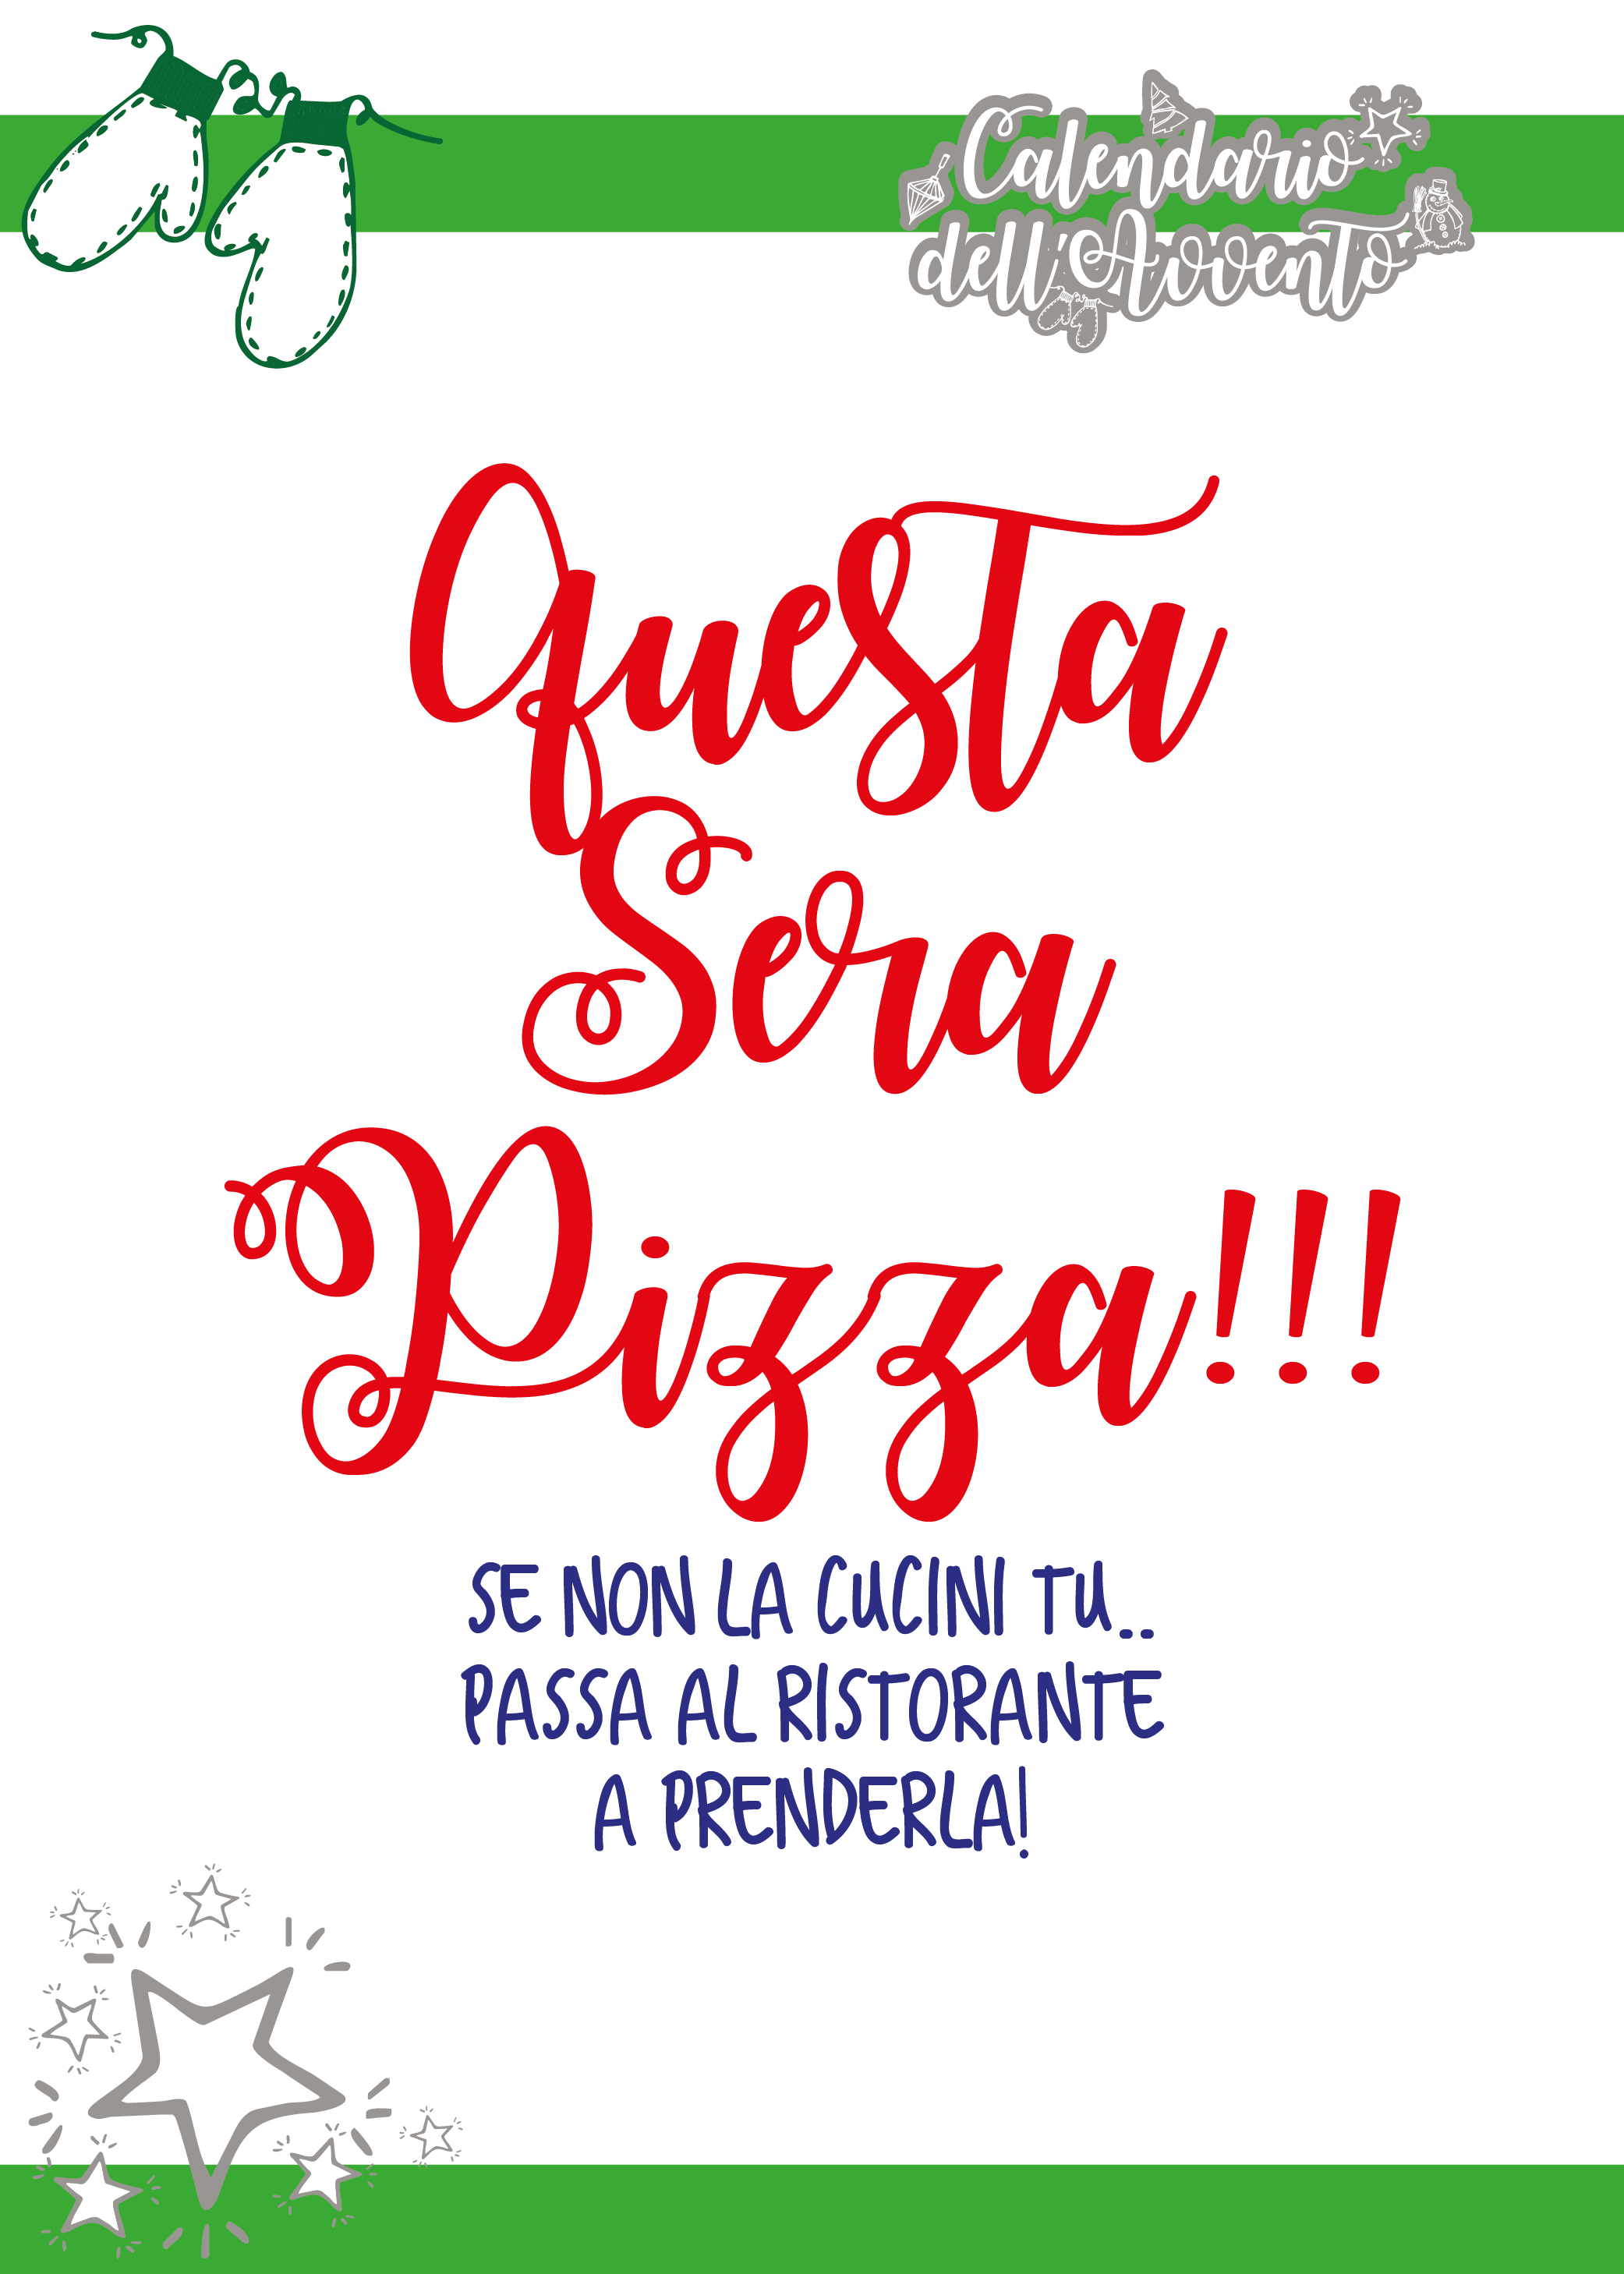 Calendario
dell'Avvento
Questa
Sera
Pizza!!!
SE NON LA CUCINI TU..
PASSA AL RISTORANTE
A PRENDERLA!